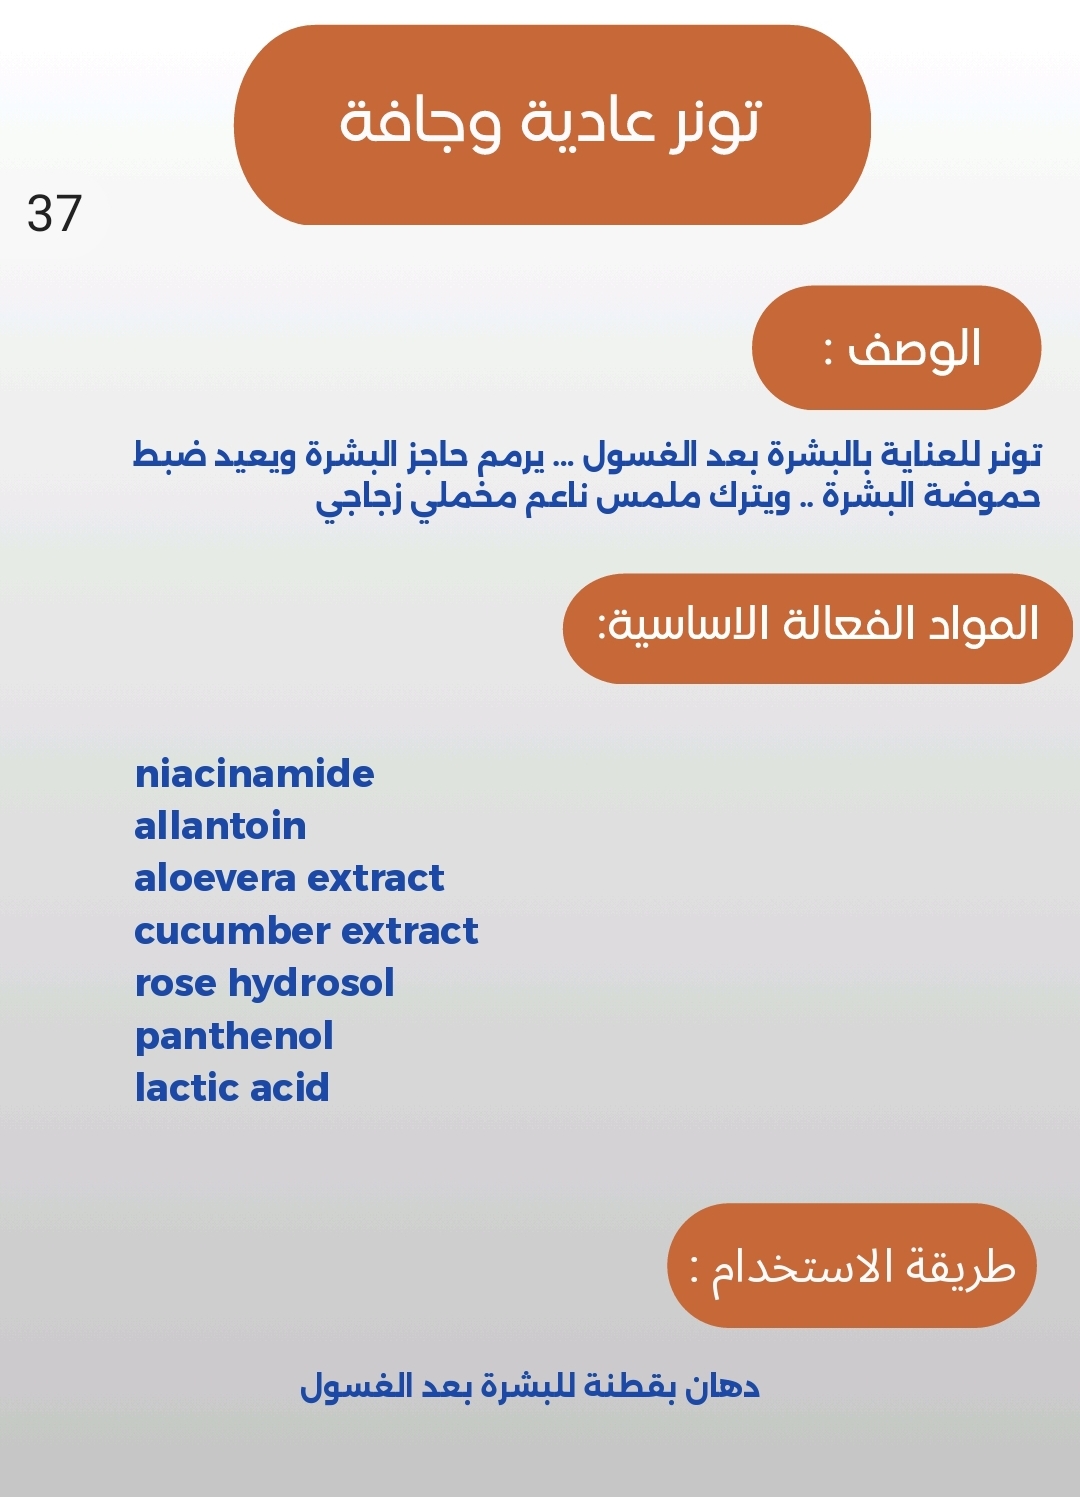 تونر عادية وجافة
37
الوصف :
تونر للعناية بالبشرة بعد الغسول ... يرمم حاجز البشرة ويعيد ضبط
حموضة البشرة .. ويترك ملمس ناعم مخملي زجاجي
المواد الفعالة الاساسية:
niacinamide
allantoin
aloevera extract
cucumber extract
rose hydrosol
panthenol
lactic acid
طريقة الاستخدام :
دهان بقطنة للبشرة بعد الغسول